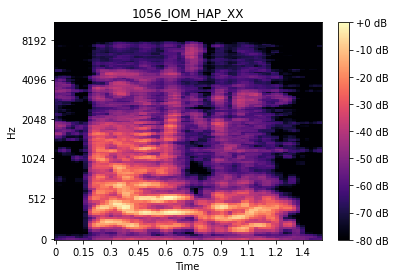 1056_IOM_HAP_XX
+0 dB
8192
-10 dB
4096
-20 dB
-30 dB
2048
Hz
-40 dB
1024
-50 dB
512
-60 dB
-70 dB
0
-80 dB
0 0.15 0.3 0.45 0.6 0.75 0.9 1.1 1.2 1.4
Time